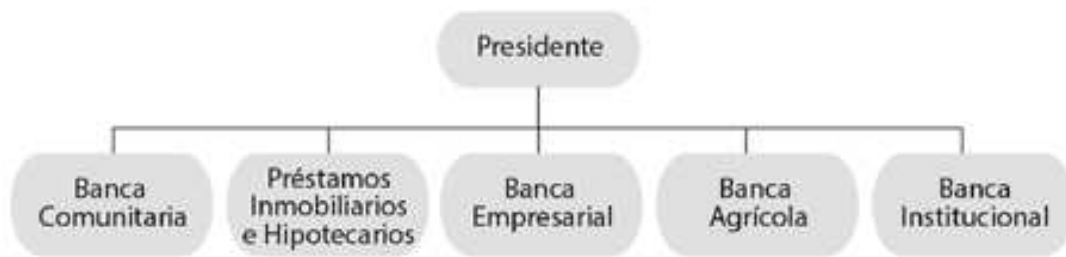 Presidente
Banca
Comunitaria
Préstamos
Inmobiliarios
e Hipotecarios
Banca
Empresarial
Banca
Agrícola
Banca
Institucional